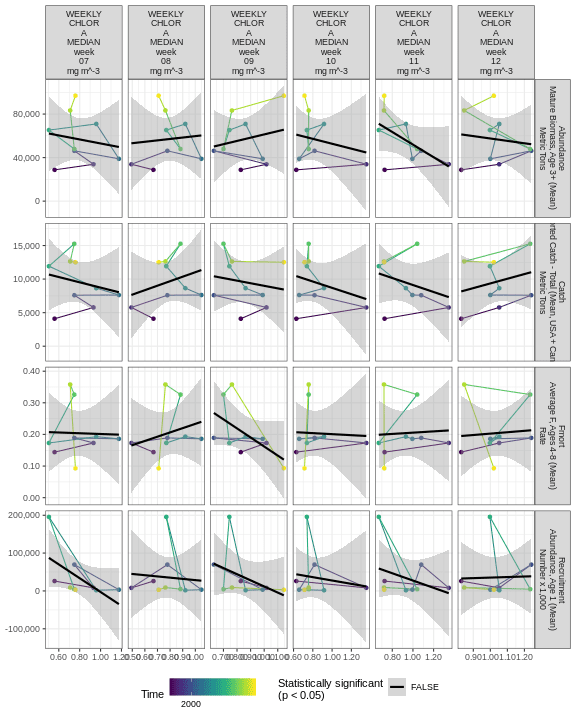 WEEKLY
CHLOR
A
MEDIAN
week
07
mg m^-3
WEEKLY
CHLOR
A
MEDIAN
week
08
mg m^-3
WEEKLY
CHLOR
A
MEDIAN
week
09
mg m^-3
WEEKLY
CHLOR
A
MEDIAN
week
10
mg m^-3
WEEKLY
CHLOR
A
MEDIAN
week
11
mg m^-3
WEEKLY
CHLOR
A
MEDIAN
week
12
mg m^-3
80,000
40,000
0
Abundance
Mature Biomass, Age 3+ (Mean)
Metric Tons
15,000
10,000
5,000
0
Catch
rted Catch - Total (Mean, USA + Can
Metric Tons
0.40
0.30
0.20
0.10
0.00
Fmort
Average F, Ages 4-8 (Mean)
Rate
200,000
100,000
0
-100,000
Recruitment
Abundance, Age 1 (Mean)
Number x 1,000
0.60 0.80 1.00 1.20
0.50 0.60 0.70 0.80 0.90 1.00
0.70 0.80 0.90 1.00 1.10
0.60 0.80 1.00 1.20
0.80 1.00 1.20
0.90 1.00 1.10 1.20
Time
2000
Statistically significant
(p < 0.05)
FALSE